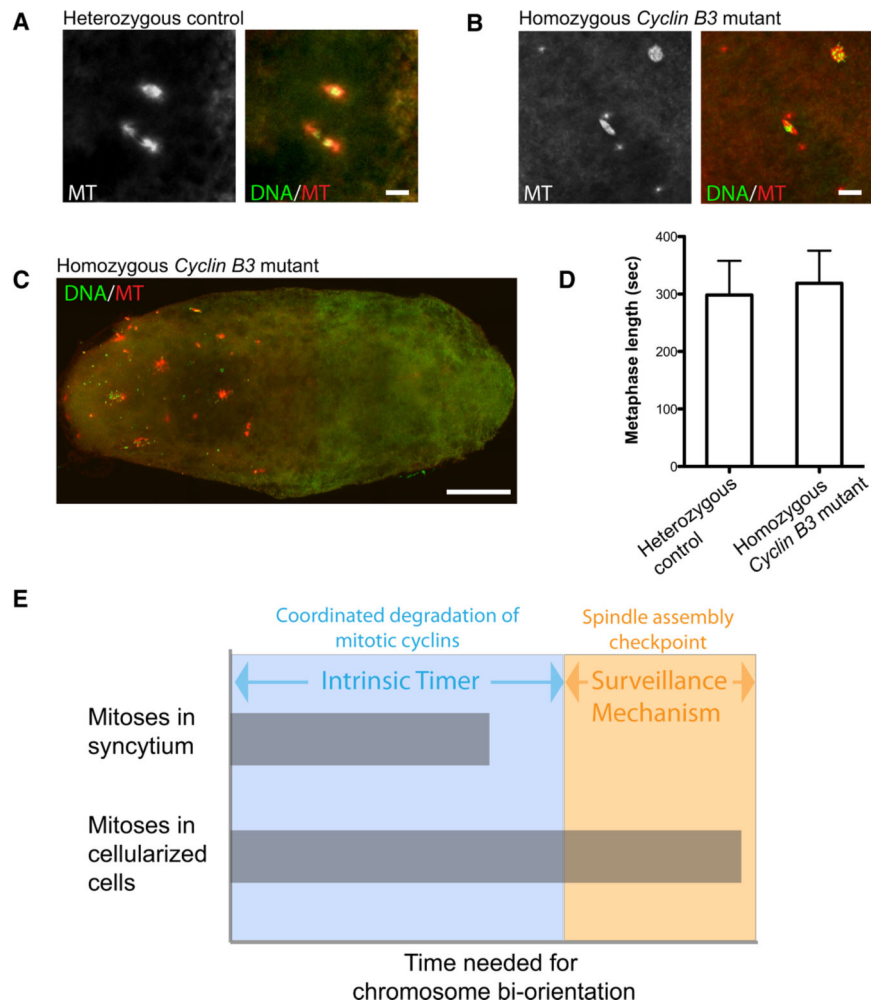 A
Heterozygous control
MT
DNA/MT
B
Homozygous Cyclin B3 mutant
MT
DNA/MT
C
Homozygous Cyclin B3 mutant
DNA/MT
D
Metaphase length (sec)
400
300
200
100
0
Heterozygous
control
Homozygous
Cyclin B3 mutant
E
Coordinated degradation of
mitotic cyclins
Spindle assembly
checkpoint
Intrinsic Timer
Surveillance
Mechanism
Mitoses in
syncytium
Mitoses in
cellularized
cells
Time needed for
chromosome bi-orientation